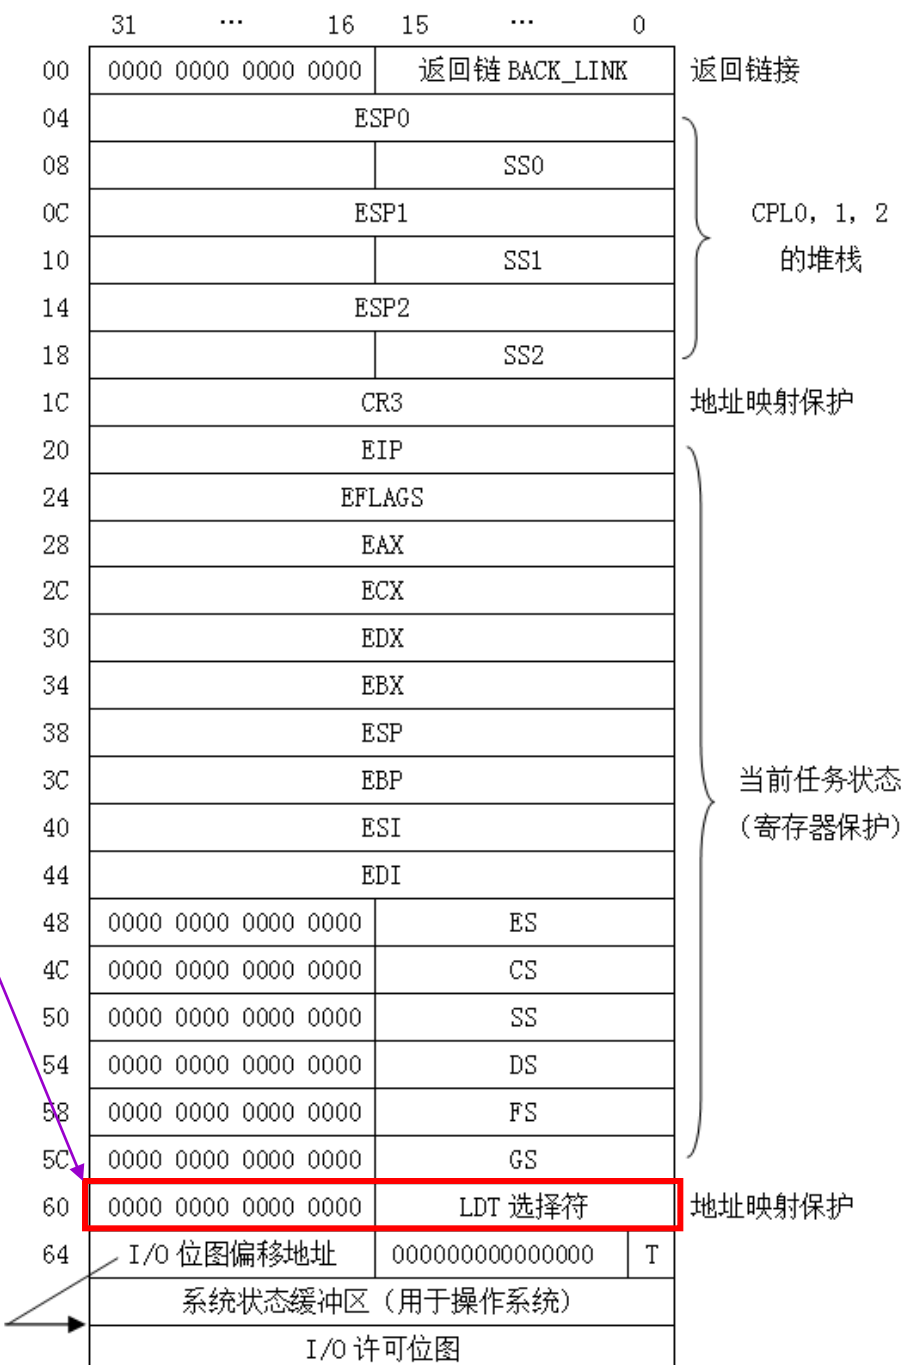 31 … 16 15 … 0
00 0000 0000 0000 0000 返回链 BACK_LINK 返回链接
04 ESP0
08 SS0
0C ESP1 CPL0, 1, 2
10 SS1 的堆栈
14 ESP2
18 SS2
1C CR3 地址映射保护
20 EIP
24 EFLAGS
28 EAX
2C ECX
30 EDX
34 EBX
38 ESP
3C EBP 当前任务状态
40 ESI （寄存器保护）
44 EDI
48 0000 0000 0000 0000 ES
4C 0000 0000 0000 0000 CS
50 0000 0000 0000 0000 SS
54 0000 0000 0000 0000 DS
58 0000 0000 0000 0000 FS
5C 0000 0000 0000 0000 GS
60 0000 0000 0000 0000 LDT 选择符 地址映射保护
64 I/O 位图偏移地址 000000000000000 T
系统状态缓冲区（用于操作系统）
I/O 许可位图